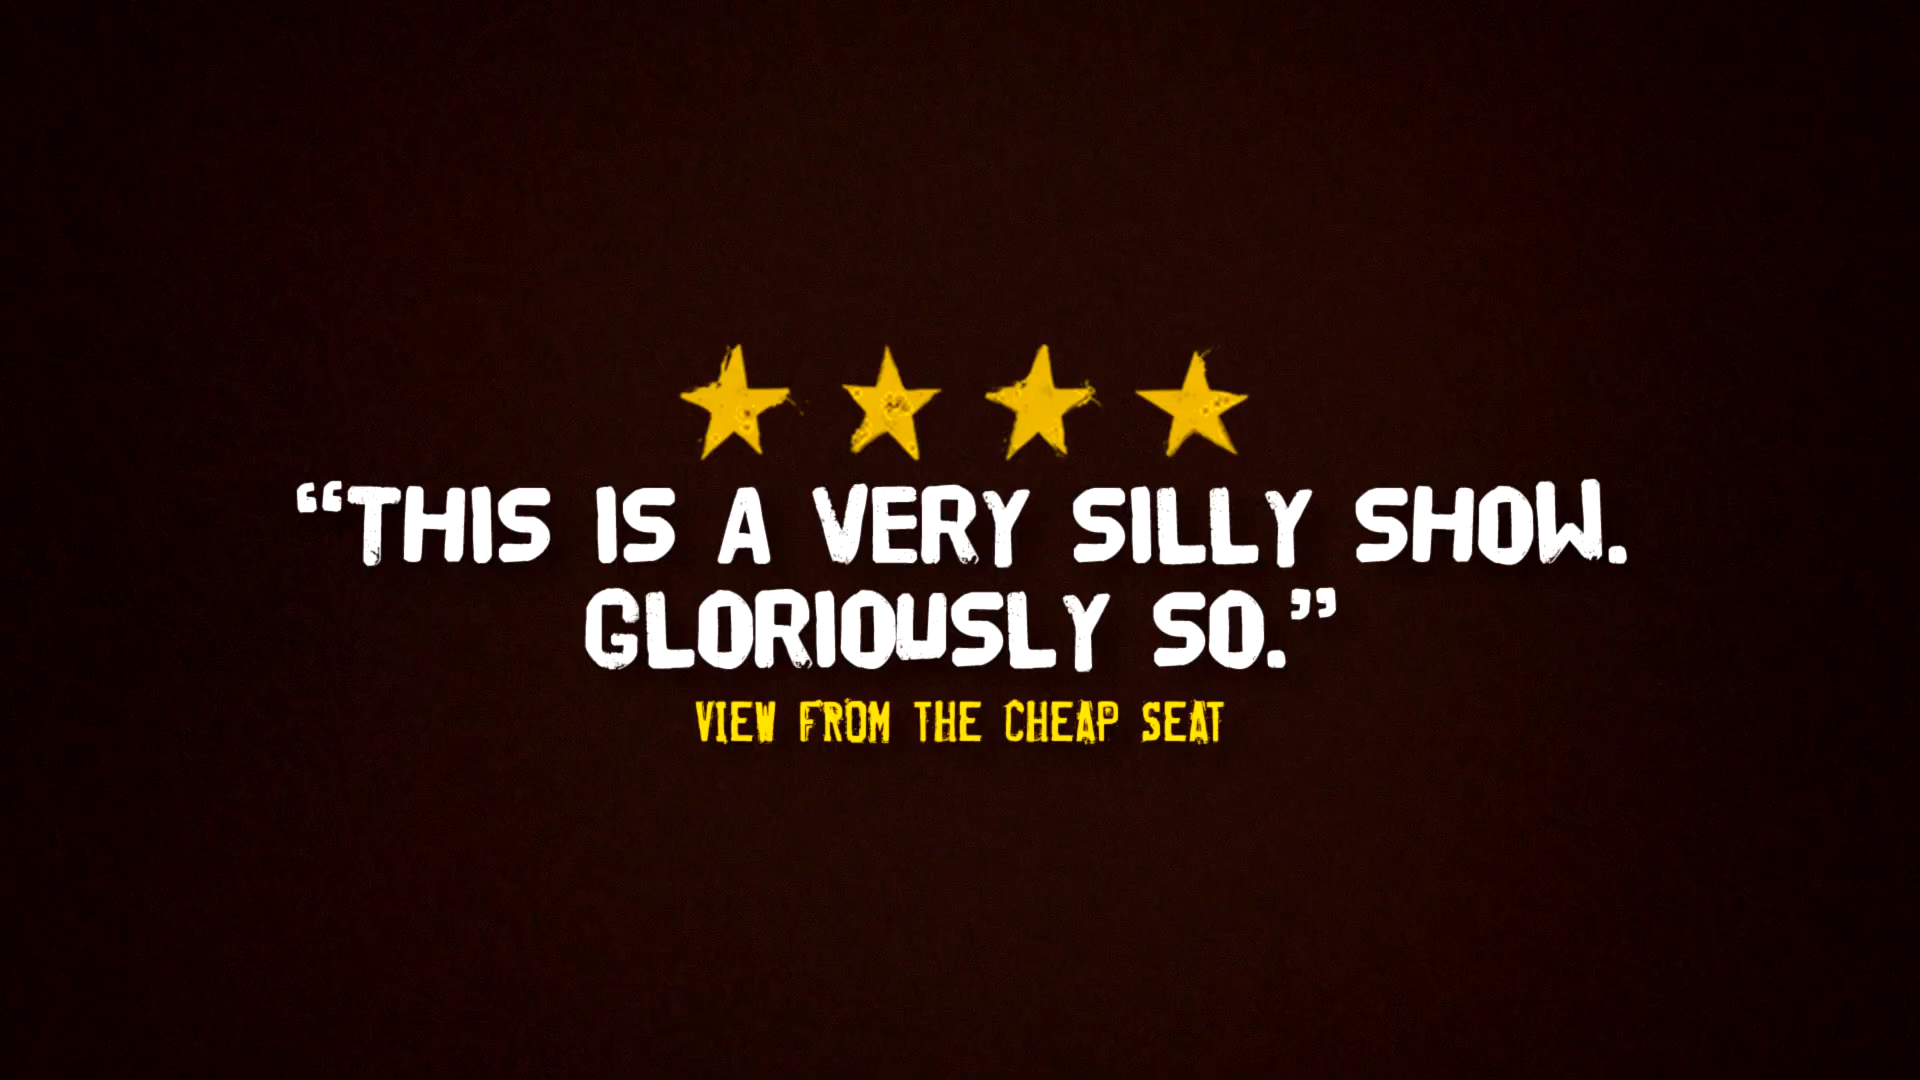 “THIS IS A VERY SILLY SHOW.
GLORIOUSLY SO.”
VIEW FROM THE CHEAP SEAT